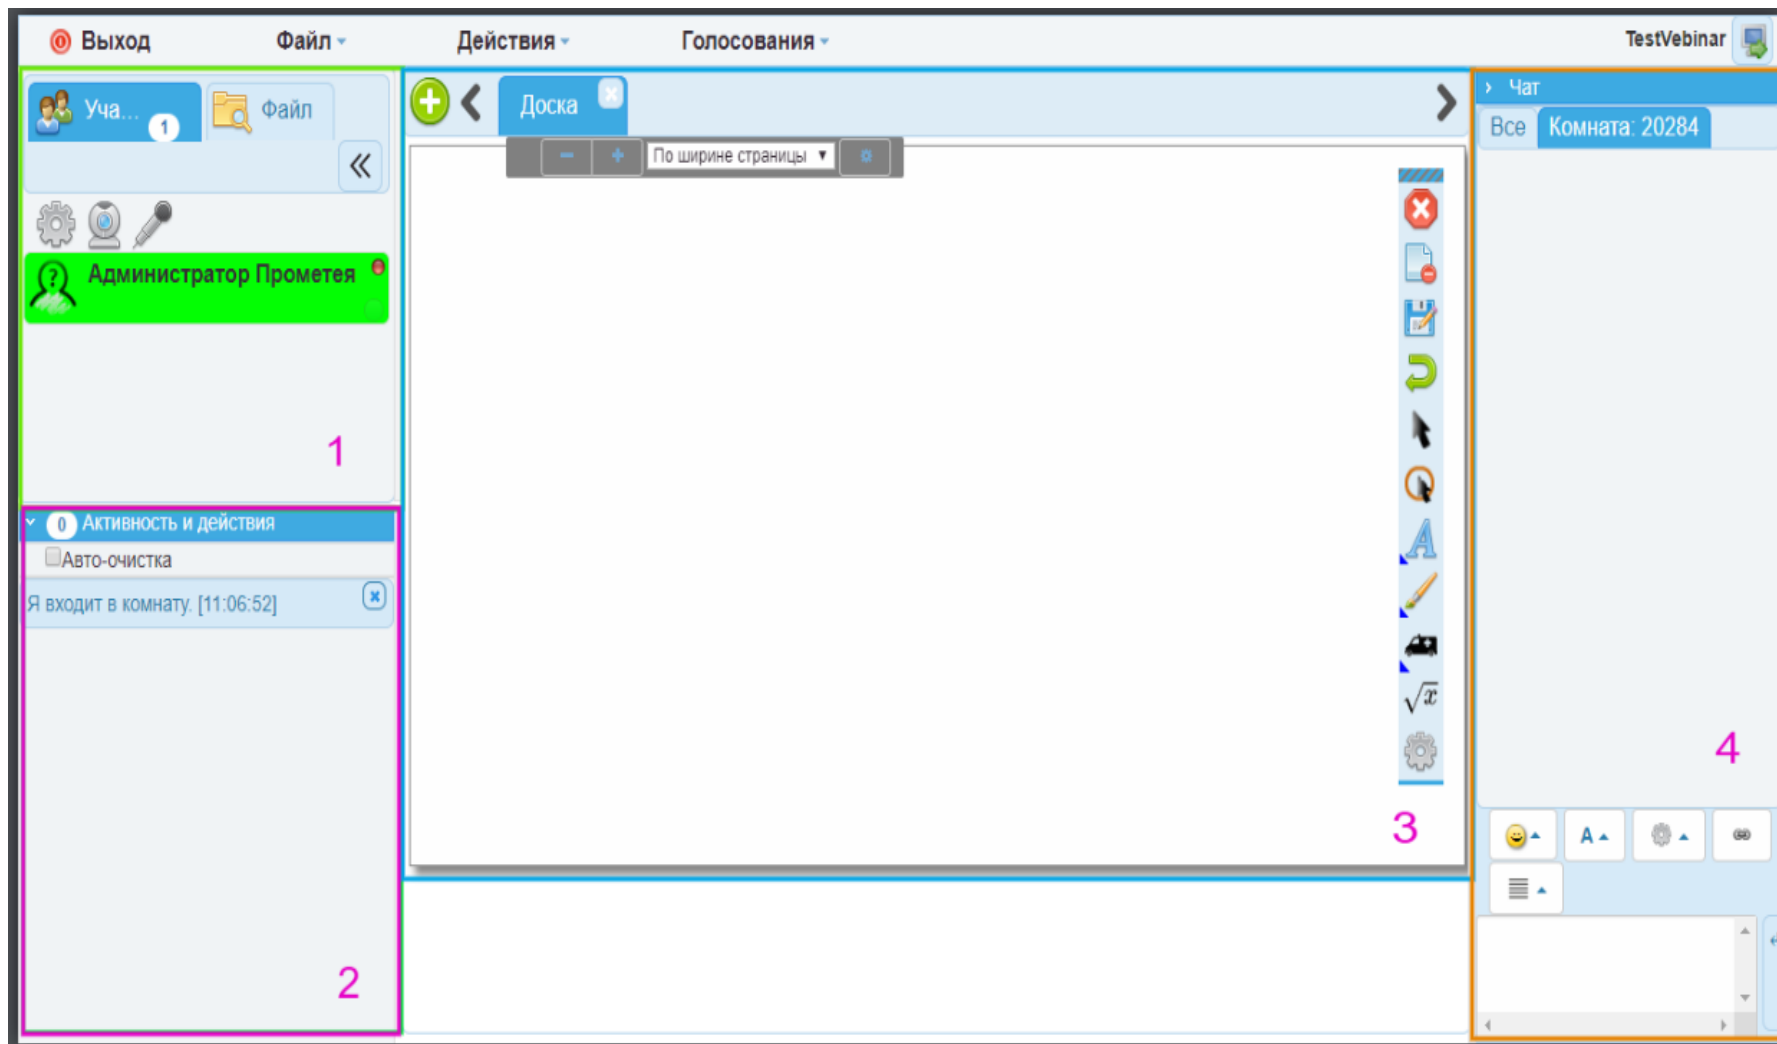 Выход Файл Действия Голосования TestVebinar
Уча... 1 Файл
Администратор Прометея
1
0 Активность и действия
Авто-очистка
Я входит в комнату. [11:06:52]
2
Доска
По ширине страницы
A
√x
3
Чат
Все Комната: 20284
4
A